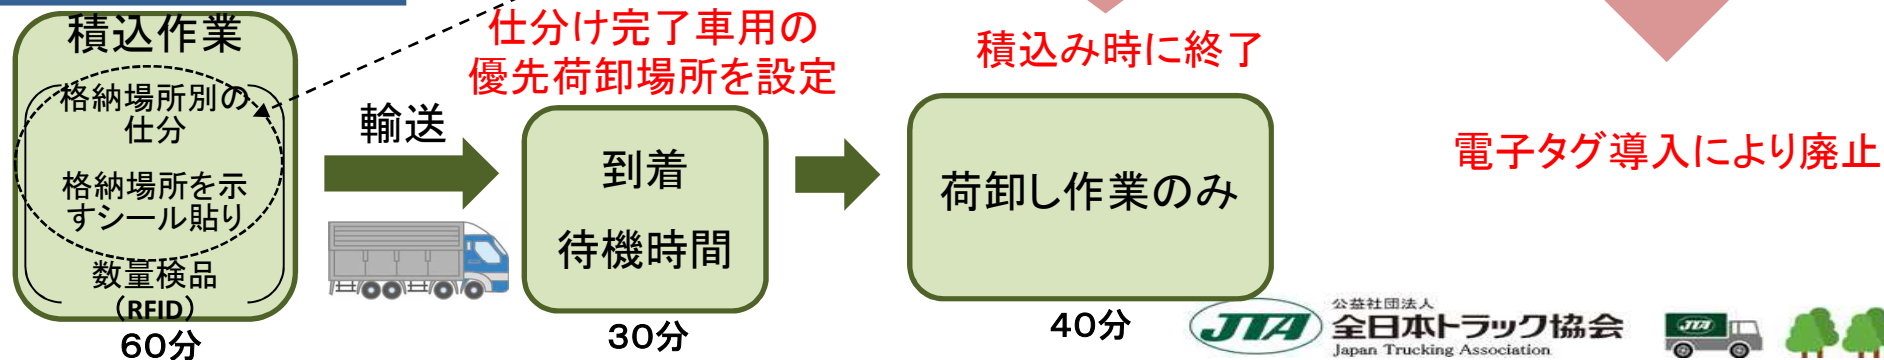 積込作業
格納場所別の
仕分
格納場所を示
すシール貼り
数量検品
（RFID）
60分
輸送
仕分け完了車用の
優先荷卸場所を設定
到着
待機時間
30分
積込み時に終了
荷卸し作業のみ
40分
電子タグ導入により廃止
JTA
公益社団法人
全日本トラック協会
Japan Trucking Association
JTA